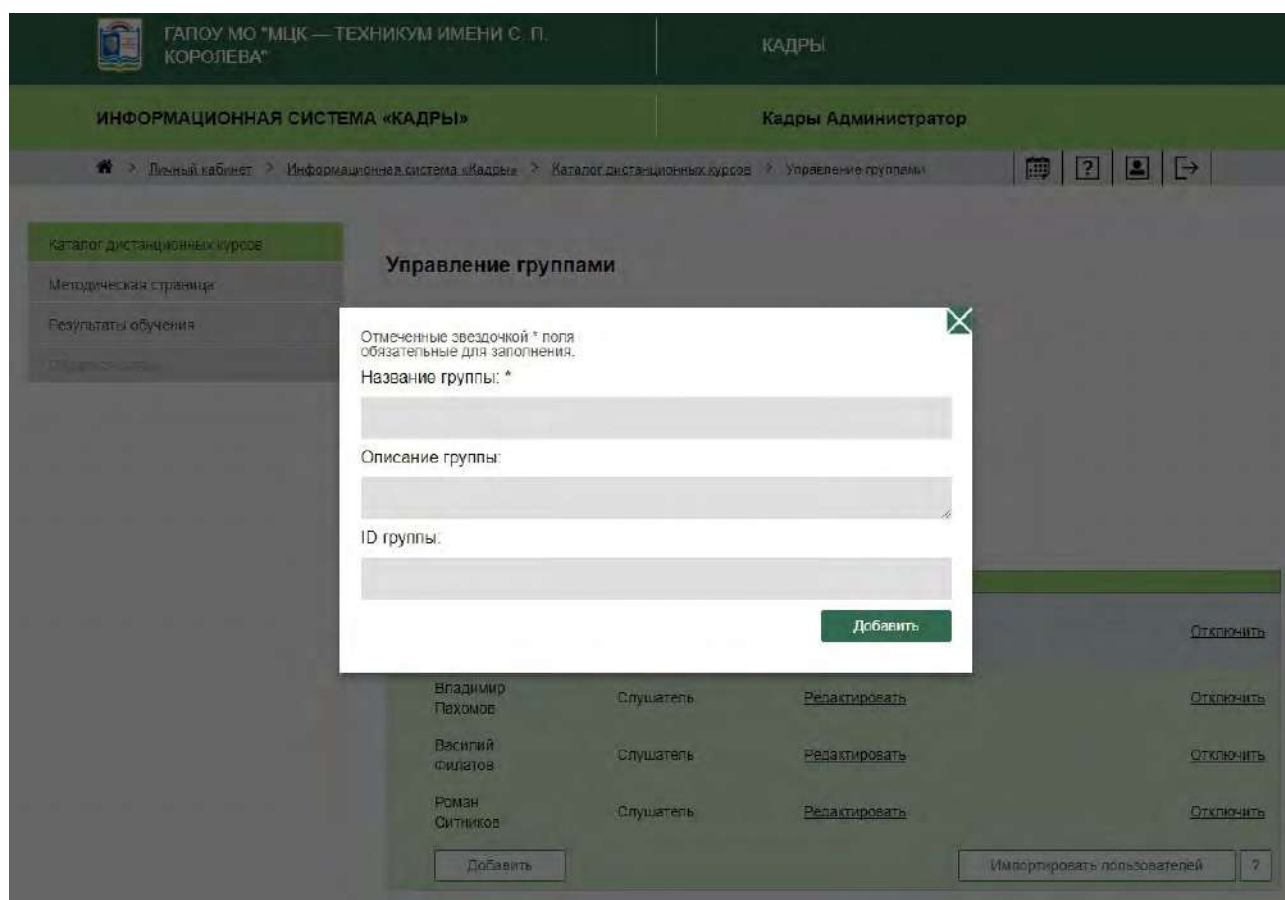 ГАПОУ МО "МЦК — ТЕХНИКУМ ИМЕНИ С. П.
КОРОЛЕВА"
КАДРЫ
ИНФОРМАЦИОННАЯ СИСТЕМА «КАДРЫ»
Кадры Администратор
> Личный кабинет > Информационная система «Кадры» > Каталог дистанционных курсов > Управление группами
?
Каталог дистанционных курсов
Методическая страница
Результаты обучения
Управление группами
Отмеченные звездочкой * поля
обязательные для заполнения.
Название группы: *
Описание группы:
ID группы:
Добавить
Отключить
Владимир
Пахомов
Слушатель
Редактировать
Отключить
Василий
Филатов
Слушатель
Редактировать
Отключить
Роман
Ситников
Слушатель
Редактировать
Отключить
Добавить
Импортировать пользователей
?